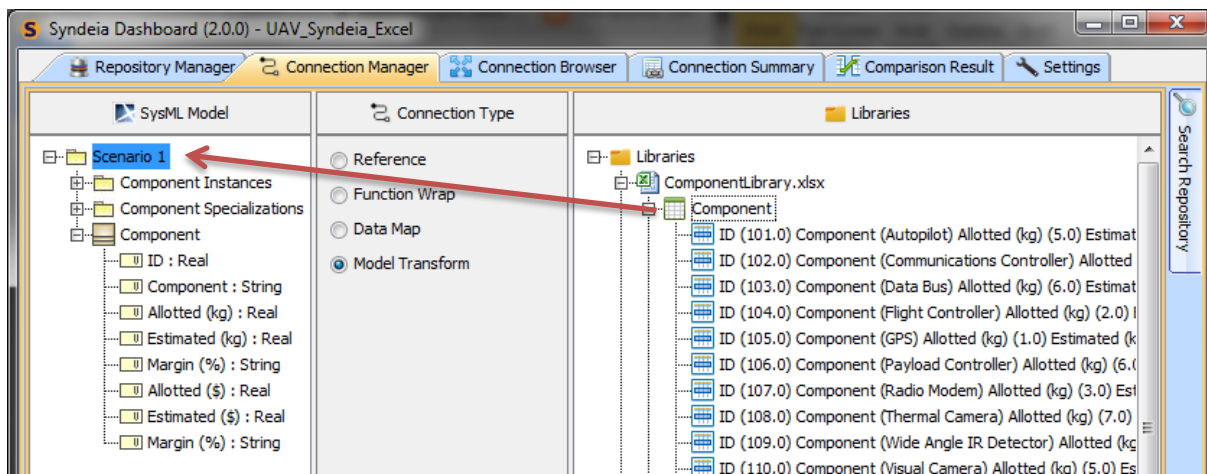 Syndeia Dashboard (2.0.0) - UAV_Syndeia_Excel
Repository Manager Connection Manager Connection Browser Connection Summary Comparison Result Settings
SysML Model Connection Type Libraries
Search Repository
Scenario 1
Component Instances
Component Specializations
Component
ID : Real
Component : String
Allotted (kg) : Real
Estimated (kg) : Real
Margin (%) : String
Allotted ($) : Real
Estimated ($) : Real
Margin (%) : String
Reference
Function Wrap
Data Map
Model Transform
Libraries
ComponentLibrary.xlsx
Component
ID (101.0) Component (Autopilot) Allotted (kg) (5.0) Estimat
ID (102.0) Component (Communications Controller) Allotted
ID (103.0) Component (Data Bus) Allotted (kg) (6.0) Estimat
ID (104.0) Component (Flight Controller) Allotted (kg) (2.0)
ID (105.0) Component (GPS) Allotted (kg) (1.0) Estimated (k
ID (106.0) Component (Payload Controller) Allotted (kg) (6.(
ID (107.0) Component (Radio Modem) Allotted (kg) (3.0) Est
ID (108.0) Component (Thermal Camera) Allotted (kg) (7.0)
ID (109.0) Component (Wide Angle IR Detector) Allotted (kg
ID (110.0) Component (Visual Camera) Allotted (kg) (5.0) Es